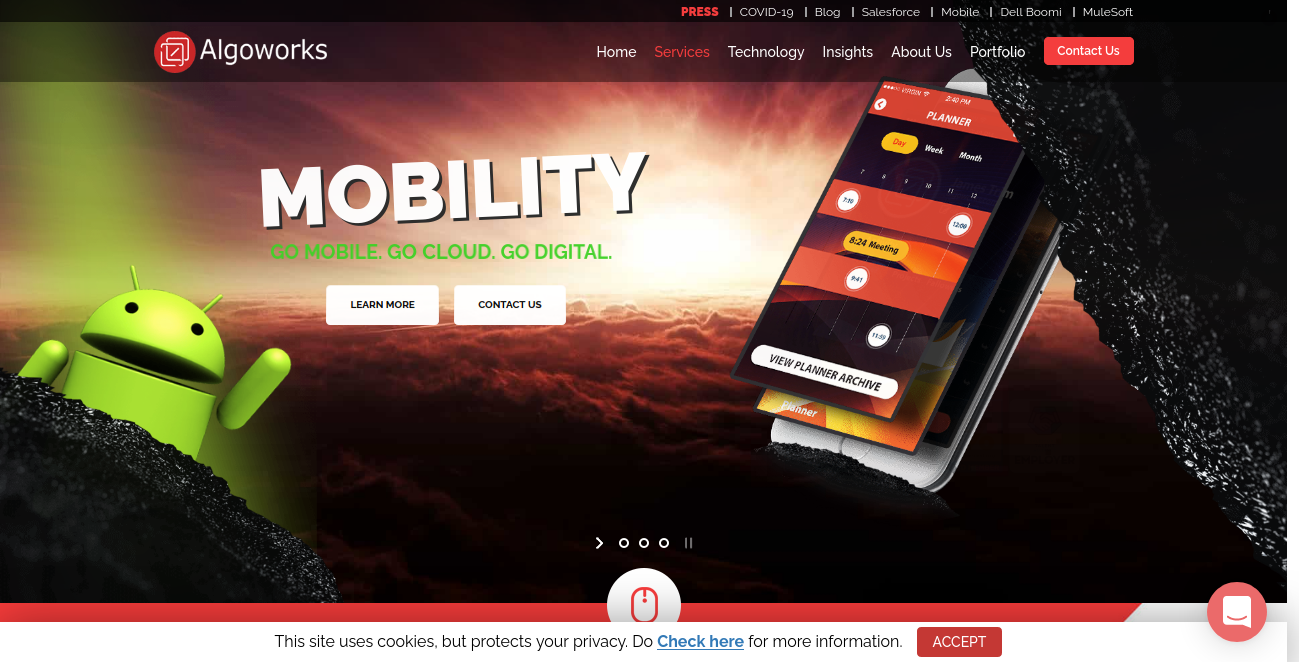 PRESS | COVID-19 | Blog | Salesforce | Mobile | Dell Boomi | MuleSoft
Algoworks
Home Services Technology Insights About Us Portfolio Contact Us
VIRGIN 2:40 PM
PLANNER
Day Week Month
7 8 9 10 11 12
7:10 12:00
8:24 Meeting
9:41
11:59
VIEW PLANNER ARCHIVE
Planner
MOBILITY
GO MOBILE. GO CLOUD. GO DIGITAL.
LEARN MORE CONTACT US
This site uses cookies, but protects your privacy. Do Check here for more information. ACCEPT